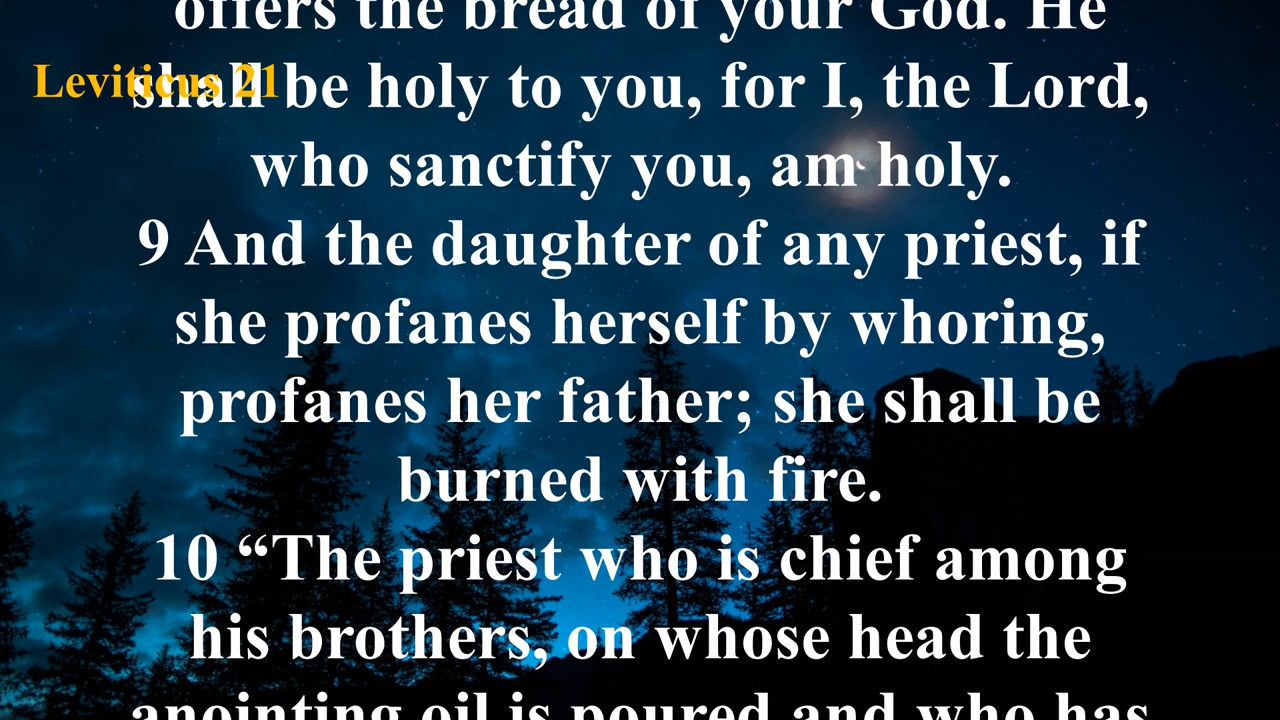 offers the bread of your God. He
Leviticus 21
shall be holy to you, for I, the Lord,
who sanctify you, am holy.
9 And the daughter of any priest, if
she profanes herself by whoring,
profanes her father; she shall be
burned with fire.
10 “The priest who is chief among
his brothers, on whose head the
anointing oil is poured and who has